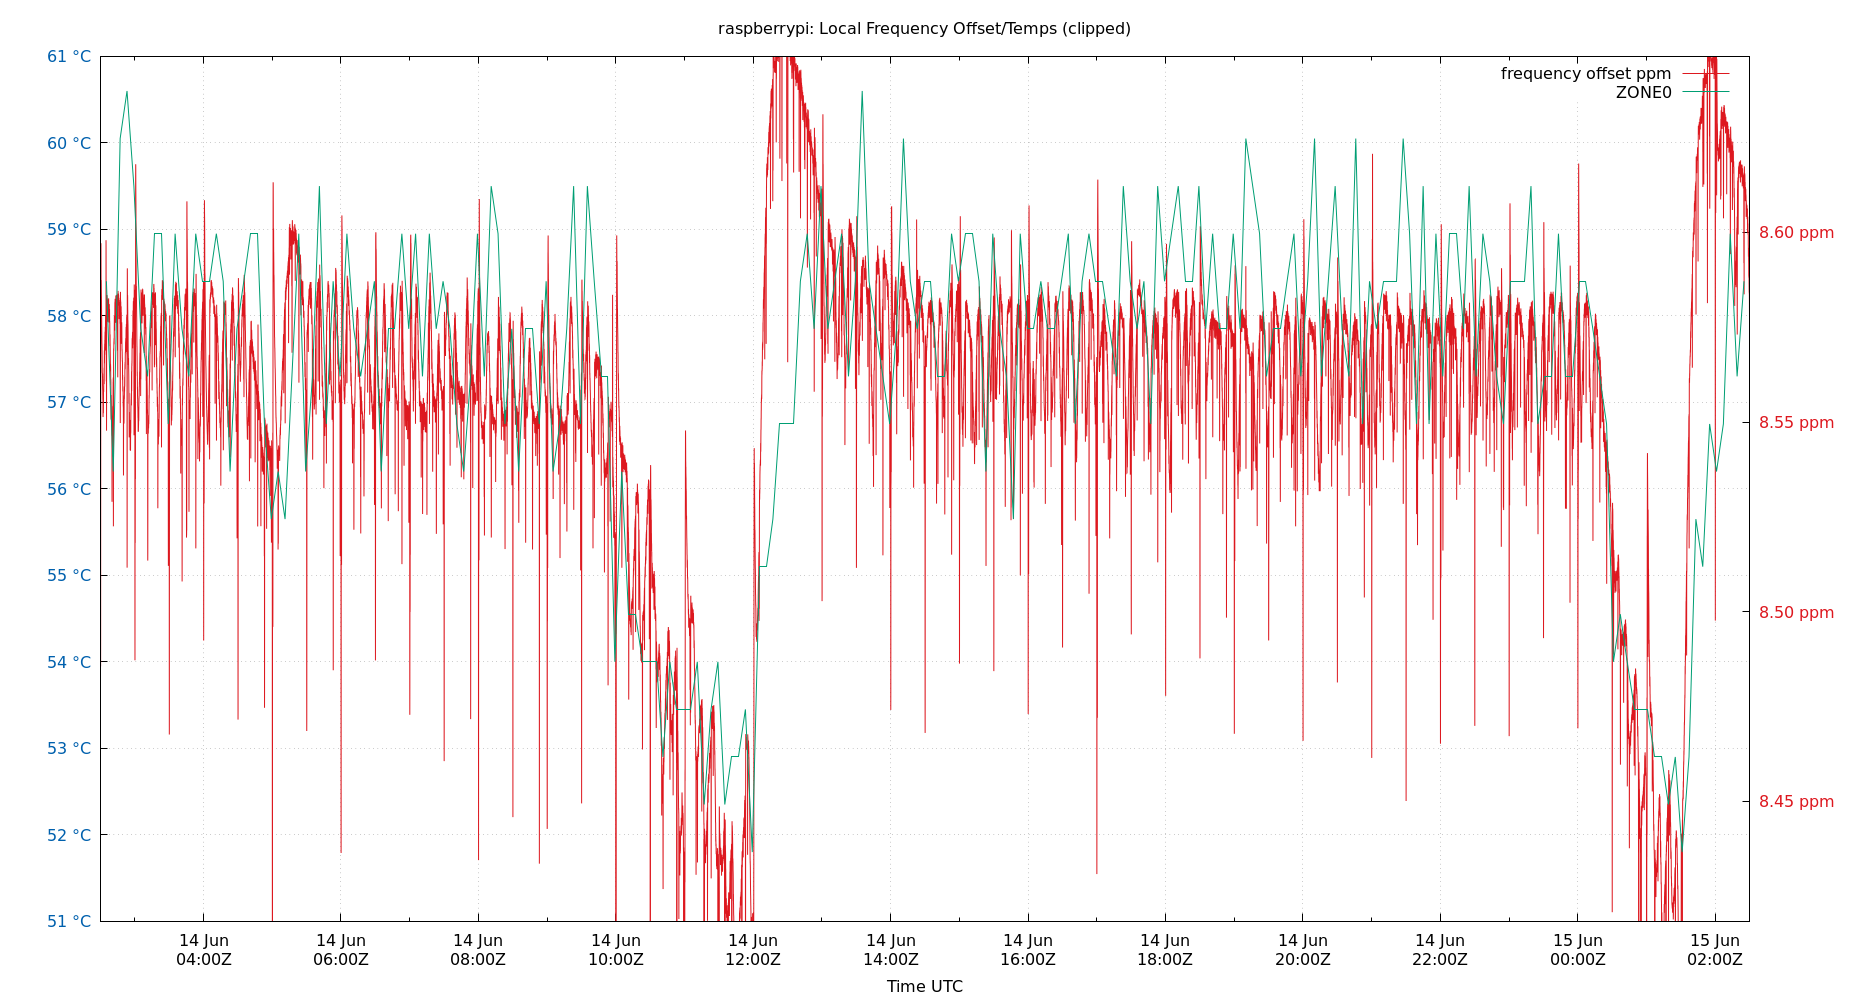 raspberrypi: Local Frequency Offset/Temps (clipped)
frequency offset ppm
ZONE0
61 °C
60 °C
59 °C
58 °C
57 °C
56 °C
55 °C
54 °C
53 °C
52 °C
51 °C
8.60 ppm
8.55 ppm
8.50 ppm
8.45 ppm
14 Jun
04:00Z
14 Jun
06:00Z
14 Jun
08:00Z
14 Jun
10:00Z
14 Jun
12:00Z
14 Jun
14:00Z
14 Jun
16:00Z
14 Jun
18:00Z
14 Jun
20:00Z
14 Jun
22:00Z
15 Jun
00:00Z
15 Jun
02:00Z
Time UTC